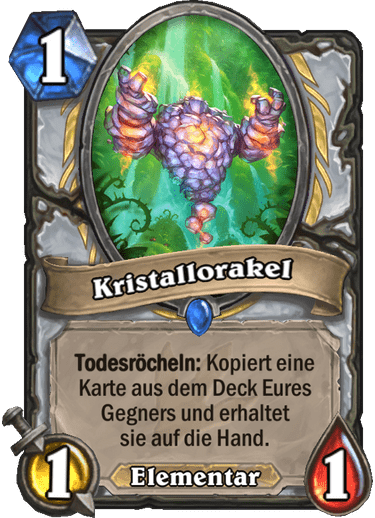 1
Kristallorakel
Todesröcheln: Kopiert eine
Karte aus dem Deck Eures
Gegners und erhaltet
sie auf die Hand.
1
Elementar
1